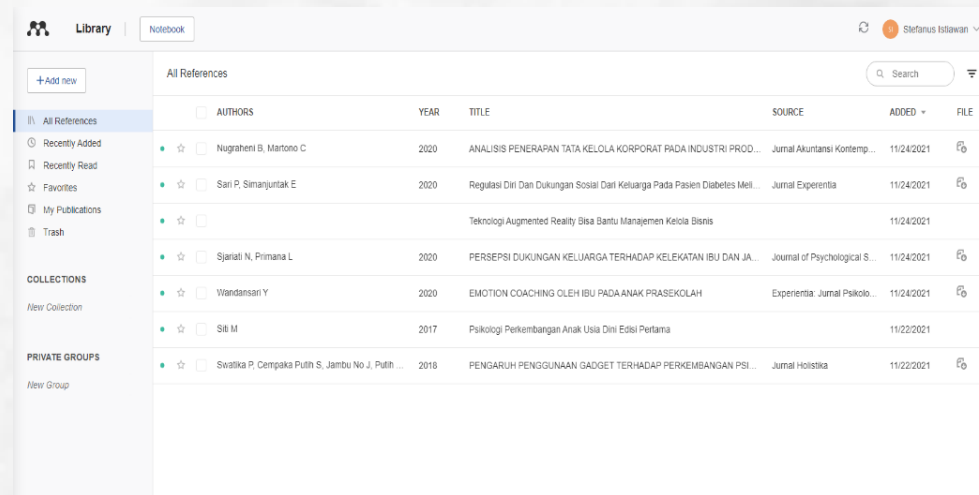 Library Notebook Stefanus Istiawan
+Add new All References Search
AUTHORS YEAR TITLE SOURCE ADDED FILE
All References
Recently Added
Recently Read
Favorites
My Publications
Trash
COLLECTIONS
New Collection
PRIVATE GROUPS
New Group
Nugraheni B, Martono C 2020 ANALISIS PENERAPAN TATA KELOLA KORPORAT PADA INDUSTRI PROD... Jurnal Akuntansi Kontemp... 11/24/2021
Sari P, Simanjuntak E 2020 Regulasi Diri Dan Dukungan Sosial Dari Keluarga Pada Pasien Diabetes Meli... Jurnal Experentia 11/24/2021
Teknologi Augmented Reality Bisa Bantu Manajemen Kelola Bisnis 11/24/2021
Sjariati N, Primana L 2020 PERSEPSI DUKUNGAN KELUARGA TERHADAP KELEKATAN IBU DAN JA... Journal of Psychological S... 11/24/2021
Wandansari Y 2020 EMOTION COACHING OLEH IBU PADA ANAK PRASEKOLAH Experientia: Jurnal Psikolo... 11/24/2021
Siti M 2017 Psikologi Perkembangan Anak Usia Dini Edisi Pertama 11/22/2021
Swatika P, Cempaka Putih S, Jambu No J, Putih ... 2018 PENGARUH PENGGUNAAN GADGET TERHADAP PERKEMBANGAN PSI... Jurnal Holistika 11/22/2021